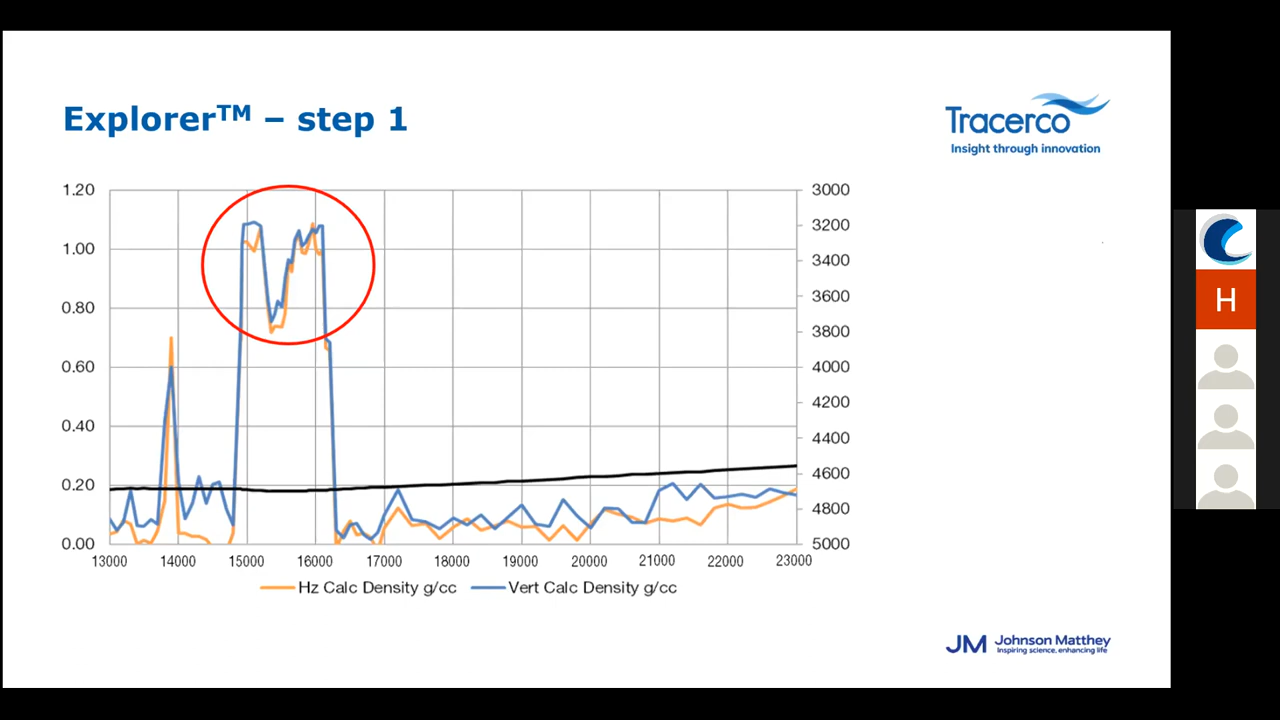 Explorer™ – step 1
Tracerco
Insight through innovation
1.20
1.00
0.80
0.60
0.40
0.20
0.00
3000
3200
3400
3600
3800
4000
4200
4400
4600
4800
5000
13000 14000 15000 16000 17000 18000 19000 20000 21000 22000 23000
Hz Calc Density g/cc Vert Calc Density g/cc
H
JM Johnson Matthey
Inspiring science, enhancing life